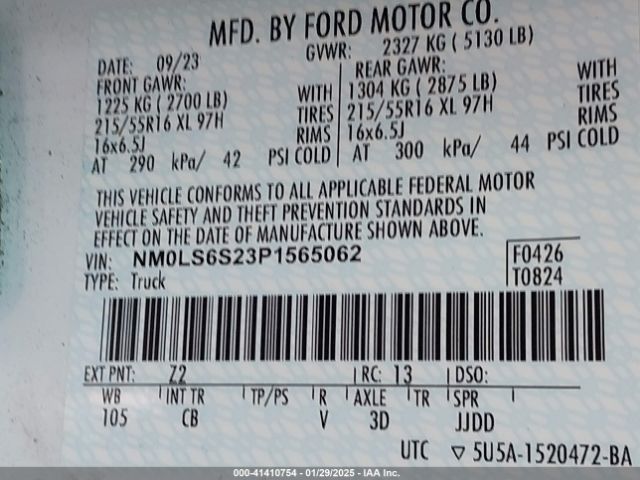 MFD. BY FORD MOTOR CO.
DATE: 09/23 GVWR: 2327 KG ( 5130 LB)
FRONT GAWR: REAR GAWR:
1225 KG ( 2700 LB) WITH 1304 KG ( 2875 LB) WITH
215/55R16 XL 97H TIRES 215/55R16 XL 97H TIRES
16x6.5J RIMS 16x6.5J RIMS
AT 290 kPa/ 42 PSI COLD AT 300 kPa/ 44 PSI COLD
THIS VEHICLE CONFORMS TO ALL APPLICABLE FEDERAL MOTOR
VEHICLE SAFETY AND THEFT PREVENTION STANDARDS IN
EFFECT ON THE DATE OF MANUFACTURE SHOWN ABOVE.
VIN: NM0LS6S23P1565062 F0426
TYPE: Truck T0824
EXT PNT: Z2 RC: 13 DSO:
WB INT TR TP/PS R AXLE TR SPR
105 CB V 3D JJDD
UTC ▽ 5U5A-1520472-BA
000-41410754 - 01/29/2025 - IAA Inc.